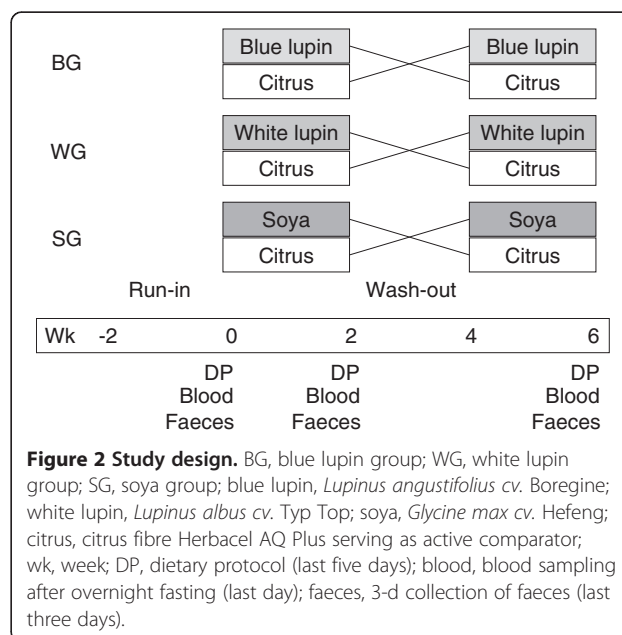 Blue lupin Blue lupin
BG
Citrus Citrus
White lupin White lupin
WG
Citrus Citrus
Soya Soya
SG
Citrus Citrus
Run-in Wash-out
Wk -2 0 2 4 6
DP DP DP
Blood Blood Blood
Faeces Faeces Faeces
Figure 2 Study design. BG, blue lupin group; WG, white lupin
group; SG, soya group; blue lupin, Lupinus angustifolius cv. Boregine;
white lupin, Lupinus albus cv. Typ Top; soya, Glycine max cv. Hefeng;
citrus, citrus fibre Herbacel AQ Plus serving as active comparator;
wk, week; DP, dietary protocol (last five days); blood, blood sampling
after overnight fasting (last day); faeces, 3-d collection of faeces (last
three days).